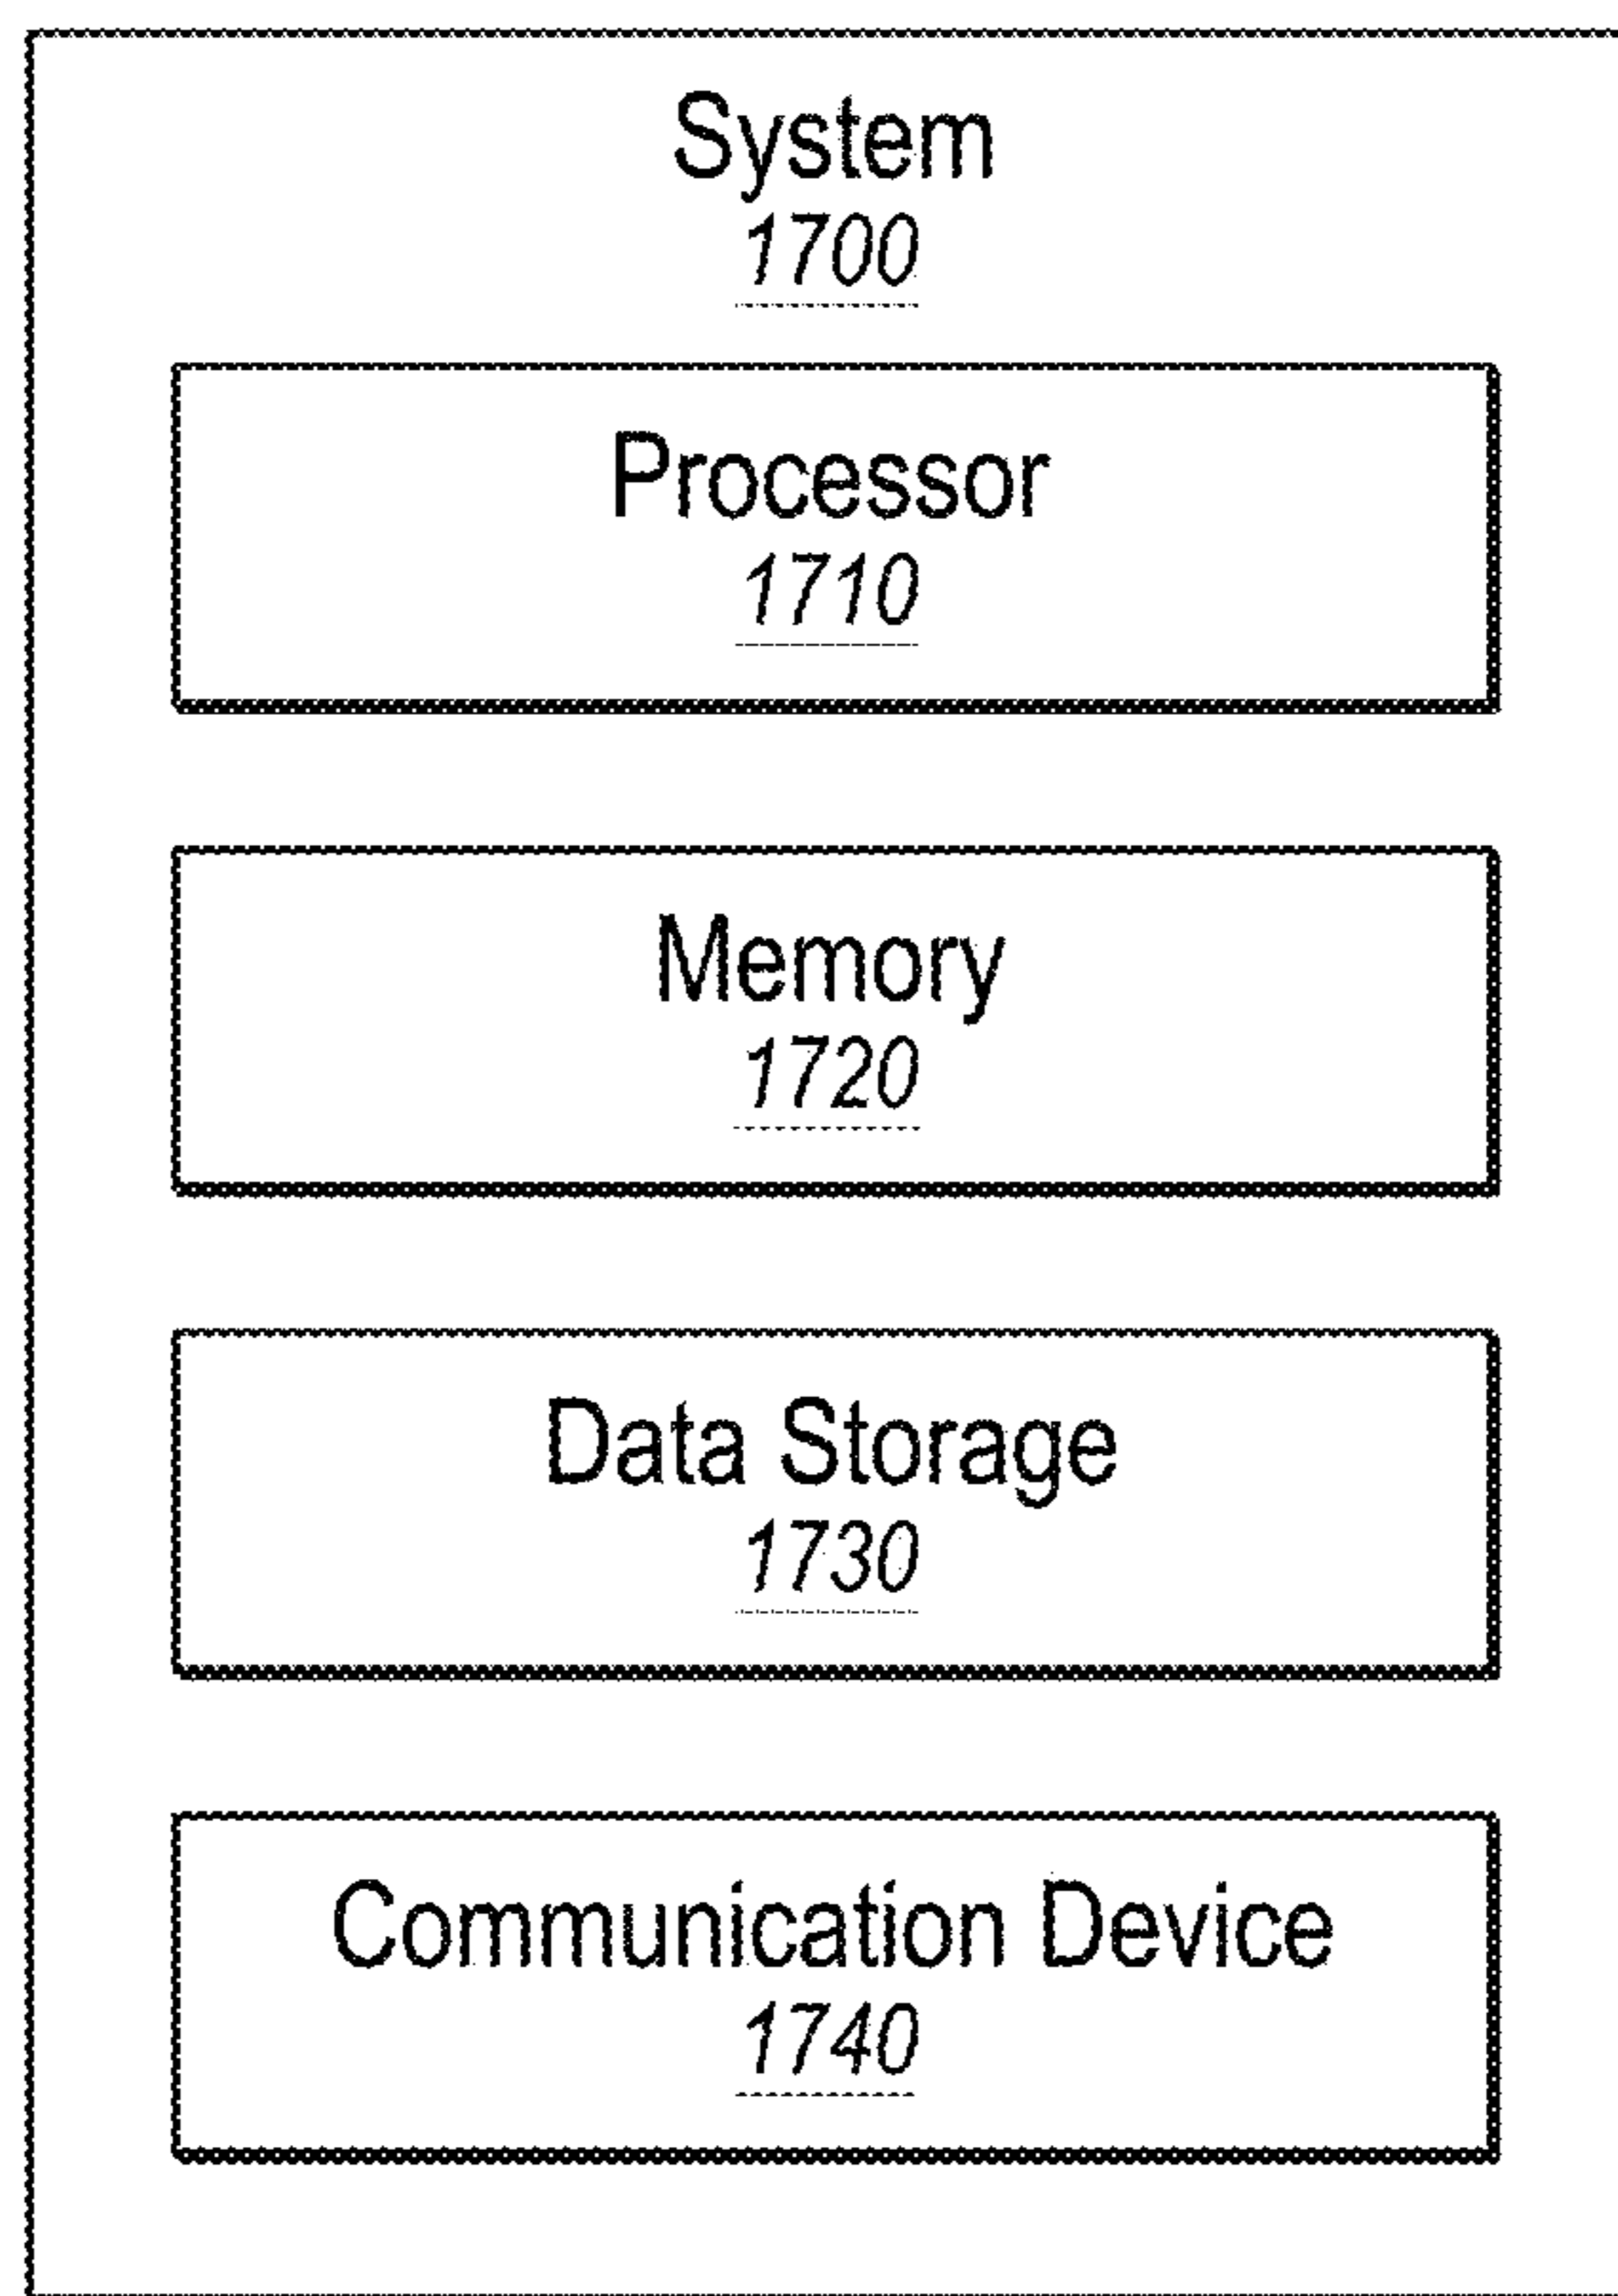 System
1700
Processor
1710
Memory
1720
Data Storage
1730
Communication Device
1740